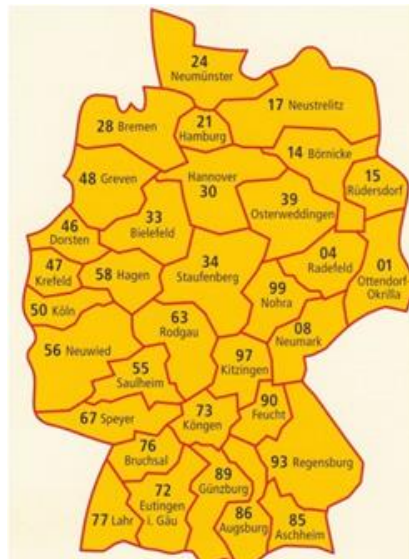 24
Neumünster
17 Neustrelitz
28 Bremen
21
Hamburg
14 Börnicke
15
Rüdersdorf
48 Greven
Hannover
30
39
Osterweddingen
33
Bielefeld
46
Dorsten
04
Radefeld
01
Ottendorf-
Okrilla
47
Krefeld
58 Hagen
34
Staufenberg
99
Nohra
50 Köln
63
Rodgau
08
Neumark
56 Neuwied
55
Saulheim
97
Kitzingen
90
Feucht
67 Speyer
73
Köngen
76
Bruchsal
93 Regensburg
89
Günzburg
72
Eutingen
i. Gäu
77 Lahr
86
Augsburg
85
Aschheim